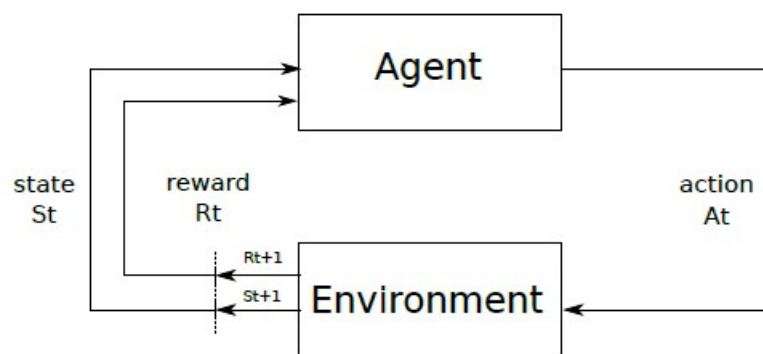 Agent
state
St
reward
Rt
action
At
Rt+1
St+1
Environment